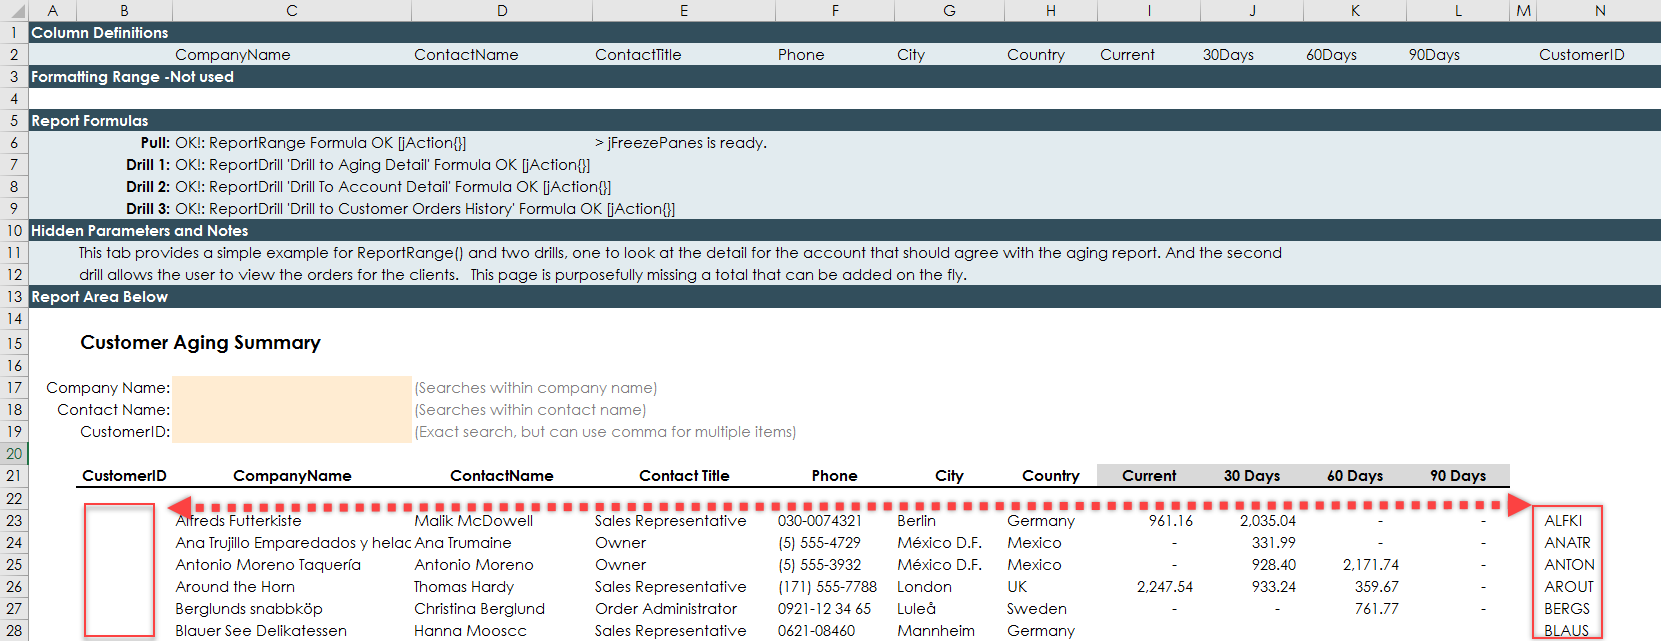 A B C D E F G H I J K L M N
1 Column Definitions
2 CompanyName ContactName ContactTitle Phone City Country Current 30Days 60Days 90Days CustomerID
3 Formatting Range -Not used
4
5 Report Formulas
6 Pull: OK!: ReportRange Formula OK [jAction{}] > jFreezePanes is ready.
7 Drill 1: OK!: ReportDrill 'Drill to Aging Detail' Formula OK [jAction{}]
8 Drill 2: OK!: ReportDrill 'Drill To Account Detail' Formula OK [jAction{}]
9 Drill 3: OK!: ReportDrill 'Drill to Customer Orders History' Formula OK [jAction{}]
10 Hidden Parameters and Notes
11 This tab provides a simple example for ReportRange() and two drills, one to look at the detail for the account that should agree with the aging report. And the second
12 drill allows the user to view the orders for the clients. This page is purposefully missing a total that can be added on the fly.
13 Report Area Below
14
15 Customer Aging Summary
16
17 Company Name: (Searches within company name)
18 Contact Name: (Searches within contact name)
19 CustomerID: (Exact search, but can use comma for multiple items)
20
21 CustomerID CompanyName ContactName Contact Title Phone City Country Current 30 Days 60 Days 90 Days
22
23 Alfreds Futterkiste Malik McDowell Sales Representative 030-0074321 Berlin Germany 961.16 2,035.04 - - ALFKI
24 Ana Trujillo Emparedados y helac Ana Trumaine Owner (5) 555-4729 México D.F. Mexico - 331.99 - - ANATR
25 Antonio Moreno Taquería Antonio Moreno Owner (5) 555-3932 México D.F. Mexico - 928.40 2,171.74 - ANTON
26 Around the Horn Thomas Hardy Sales Representative (171) 555-7788 London UK 2,247.54 933.24 359.67 - AROUT
27 Berglunds snabbköp Christina Berglund Order Administrator 0921-12 34 65 Luleå Sweden - - 761.77 - BERGS
28 Blauer See Delikatessen Hanna Mooscc Sales Representative 0621-08460 Mannheim Germany BLAUS